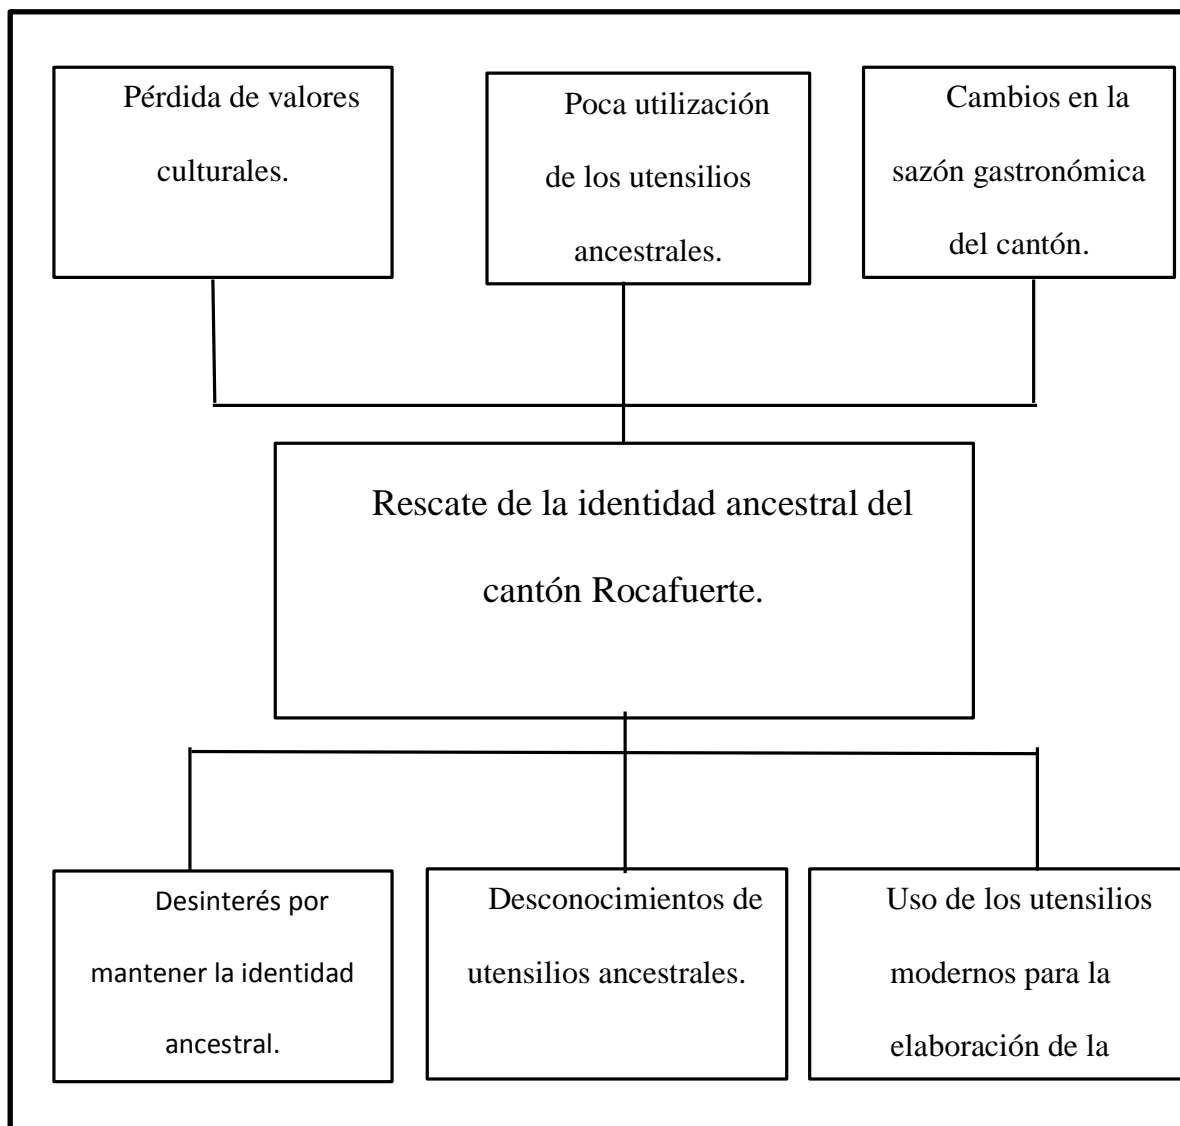 Pérdida de valores
culturales.
Poca utilización
de los utensilios
ancestrales.
Cambios en la
sazón gastronómica
del cantón.
Rescate de la identidad ancestral del
cantón Rocafuerte.
Desinterés por
mantener la identidad
ancestral.
Desconocimientos de
utensilios ancestrales.
Uso de los utensilios
modernos para la
elaboración de la